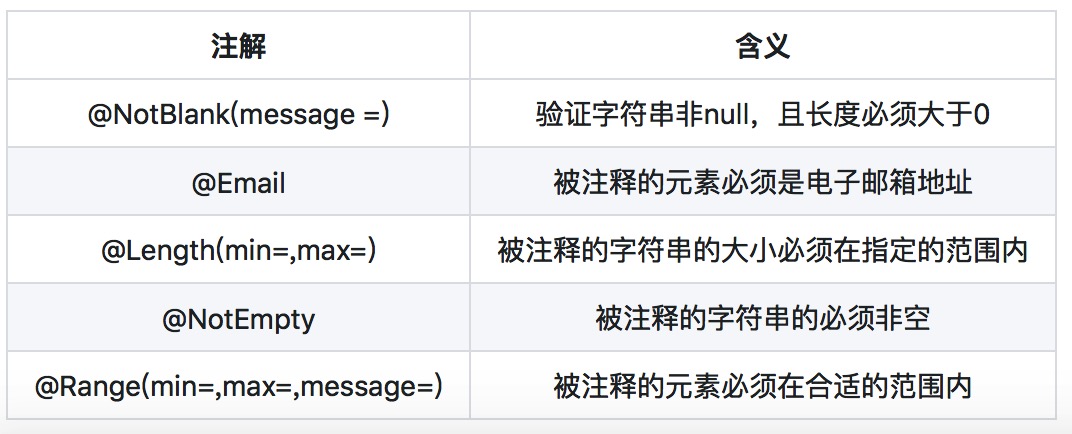 注解 含义
@NotBlank(message =) 验证字符串非null，且长度必须大于0
@Email 被注释的元素必须是电子邮箱地址
@Length(min=,max=) 被注释的字符串的大小必须在指定的范围内
@NotEmpty 被注释的字符串的必须非空
@Range(min=,max=,message=) 被注释的元素必须在合适的范围内